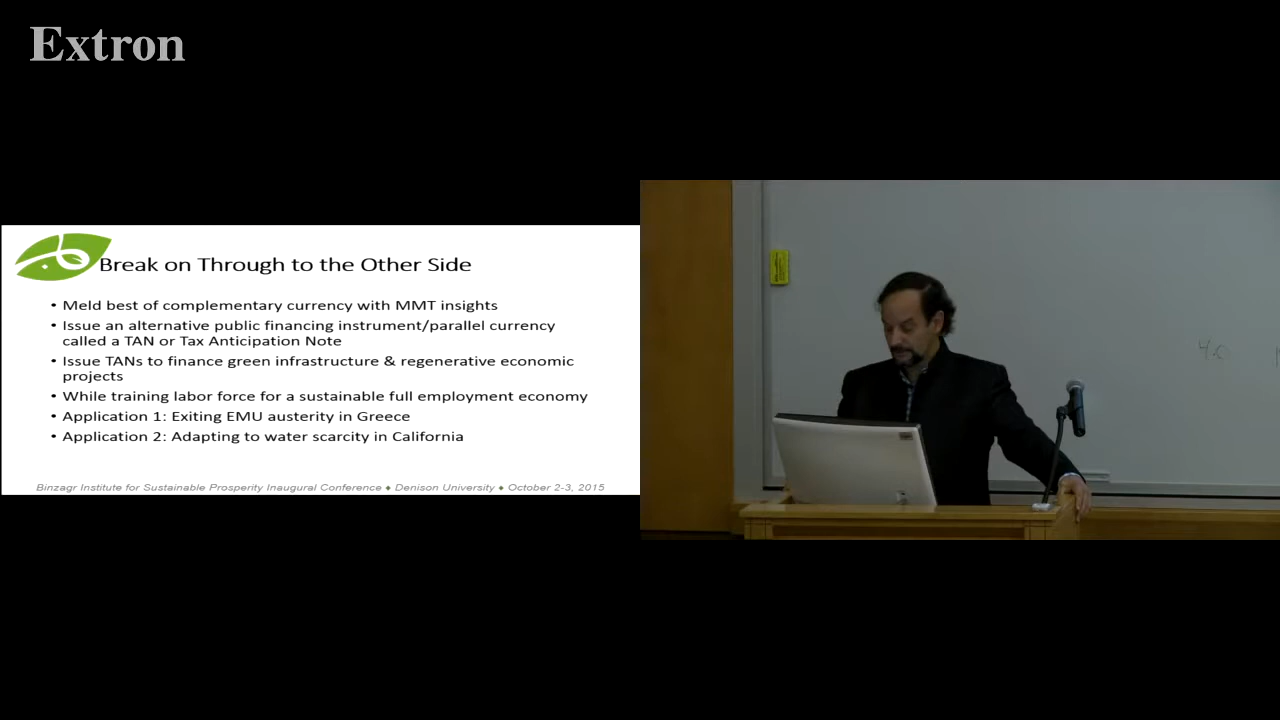 Extron
Break on Through to the Other Side
• Meld best of complementary currency with MMT insights
• Issue an alternative public financing instrument/parallel currency
called a TAN or Tax Anticipation Note
• Issue TANs to finance green infrastructure & regenerative economic
projects
• While training labor force for a sustainable full employment economy
• Application 1: Exiting EMU austerity in Greece
• Application 2: Adapting to water scarcity in California
Binzagr Institute for Sustainable Prosperity Inaugural Conference ♦ Denison University ♦ October 2-3, 2015